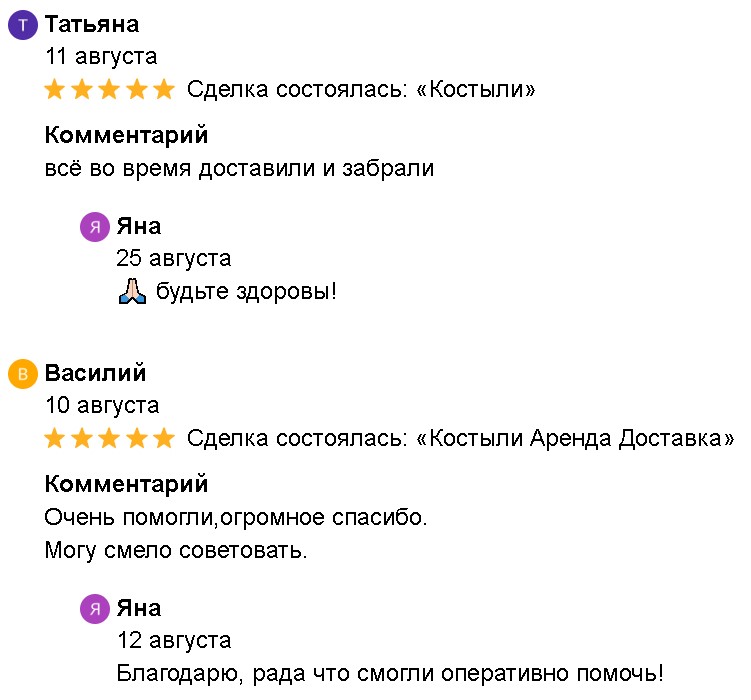 Т Татьяна
11 августа
Сделка состоялась: «Костыли»
Комментарий
всё во время доставили и забрали
Я Яна
25 августа
🙏🏻 будьте здоровы!
В Василий
10 августа
Сделка состоялась: «Костыли Аренда Доставка»
Комментарий
Очень помогли,огромное спасибо.
Могу смело советовать.
Я Яна
12 августа
Благодарю, рада что смогли оперативно помочь!